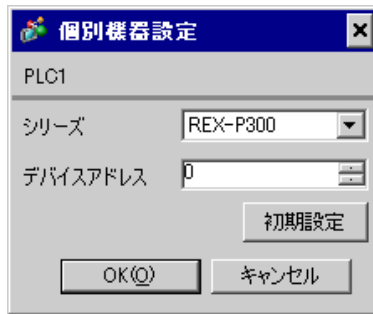 個別機器設定
PLC1
シリーズ REX-P300
デバイスアドレス 0
初期設定
OK(O) キャンセル